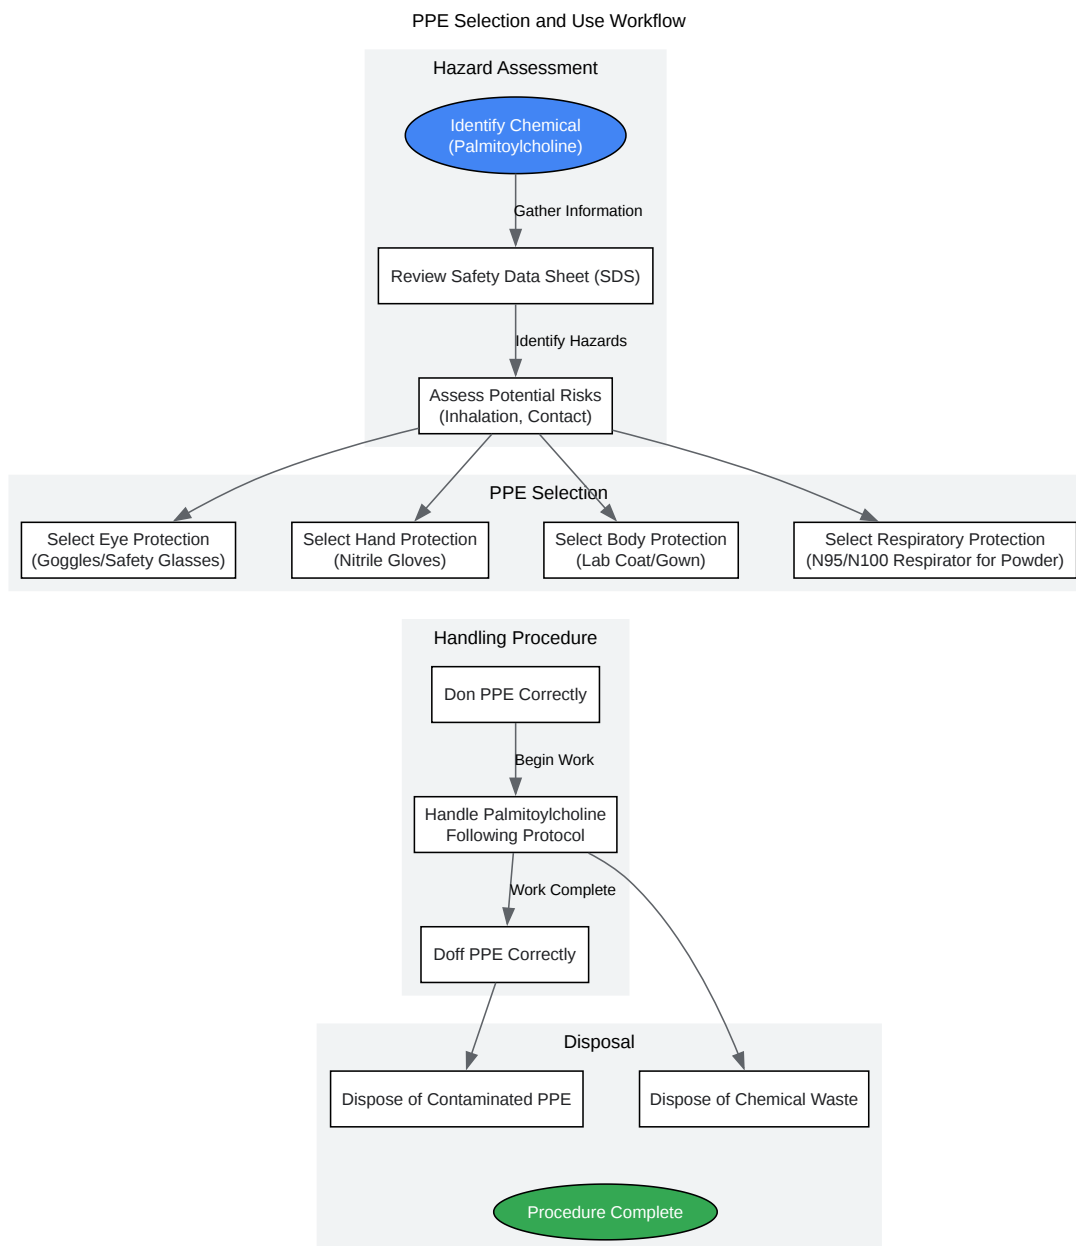 PPE Selection and Use Workflow
Hazard Assessment
Identify Chemical
(Palmitoylcholine)
Gather Information
Review Safety Data Sheet (SDS)
Identify Hazards
Assess Potential Risks
(Inhalation, Contact)
PPE Selection
Select Eye Protection
(Goggles/Safety Glasses)
Select Hand Protection
(Nitrile Gloves)
Select Body Protection
(Lab Coat/Gown)
Select Respiratory Protection
(N95/N100 Respirator for Powder)
Handling Procedure
Don PPE Correctly
Begin Work
Handle Palmitoylcholine
Following Protocol
Work Complete
Doff PPE Correctly
Disposal
Dispose of Contaminated PPE
Dispose of Chemical Waste
Procedure Complete